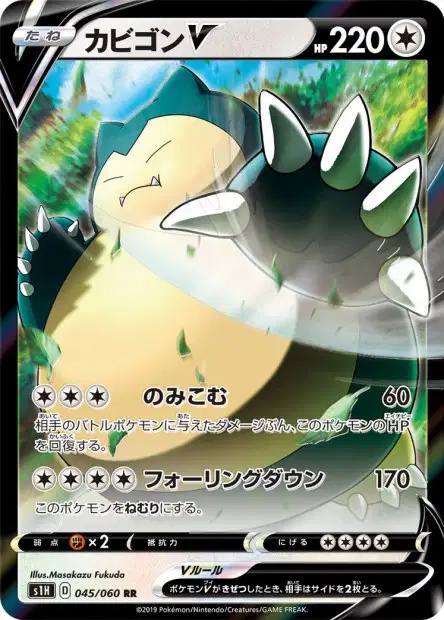 たね カビゴンV HP 220
のみこむ 60
相手のバトルポケモンに与えたダメージぶん、このポケモンのHP
を回復する。
フォーリングダウン 170
このポケモンをねむりにする。
弱点 ×2 抵抗力 にげる
Illus.Masakazu Fukuda
Vルール
ポケモンVがきぜつしたとき、相手はサイドを2枚とる。
s1H D 045/060 RR
©2019 Pokémon/Nintendo/Creatures/GAME FREAK.